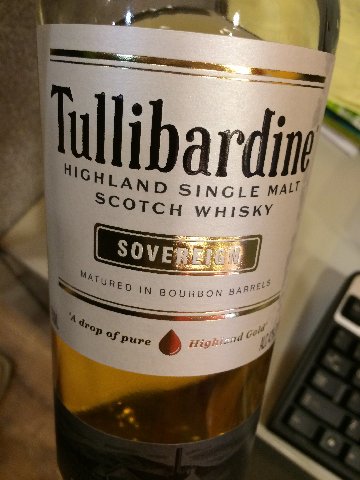 Tullibardine
HIGHLAND SINGLE MALT
SCOTCH WHISKY
SOVEREIGN
MATURED IN BOURBON BARRELS
'A drop of pure Highland Gold'